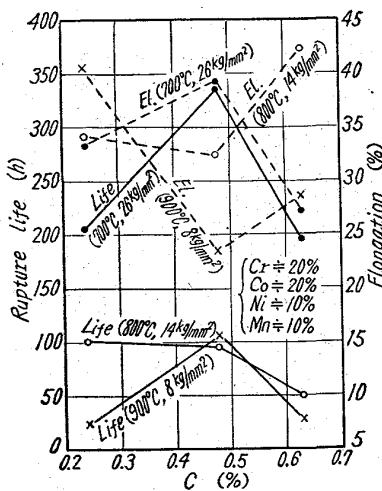 400
350
300
250
200
150
100
50
0
Rupture life (h)
45
40
35
30
25
20
15
10
5
Elongation (%)
0.2
0.3
0.4
0.5
0.6
0.7
C (%)
El. (700°C, 26kg/mm²)
El. (800°C, 14kg/mm²)
Life (700°C, 26kg/mm²)
El. (900°C, 8kg/mm²)
Cr ≒ 20%
Co ≒ 20%
Ni ≒ 10%
Mn ≒ 10%
Life (800°C, 14kg/mm²)
Life (900°C, 8kg/mm²)